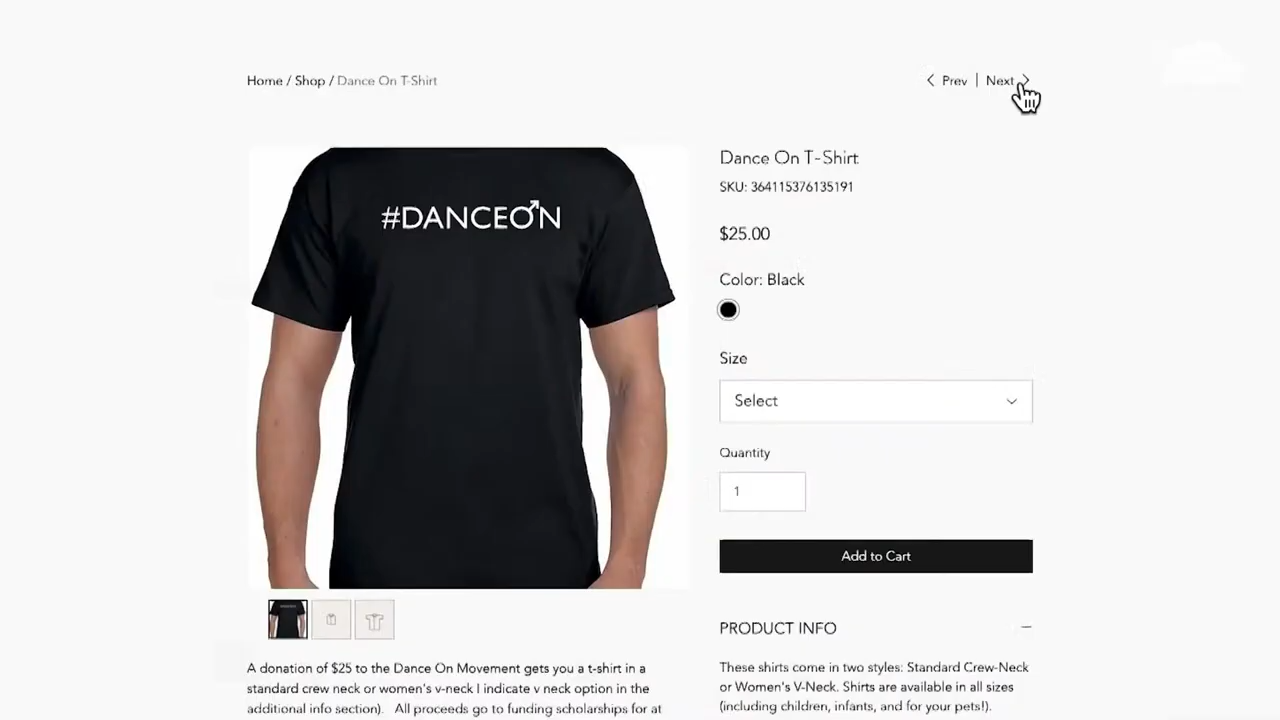 Home / Shop / Dance On T-Shirt
Prev | Next
#DANCEON
Dance On T-Shirt
SKU: 364115376135191
$25.00
Color: Black
Size
Select
Quantity
1
Add to Cart
PRODUCT INFO
These shirts come in two styles: Standard Crew-Neck
or Women's V-Neck. Shirts are available in all sizes
(including children, infants, and for your pets!).
A donation of $25 to the Dance On Movement gets you a t-shirt in a
standard crew neck or women's v-neck I indicate v neck option in the
additional info section). All proceeds go to funding scholarships for at